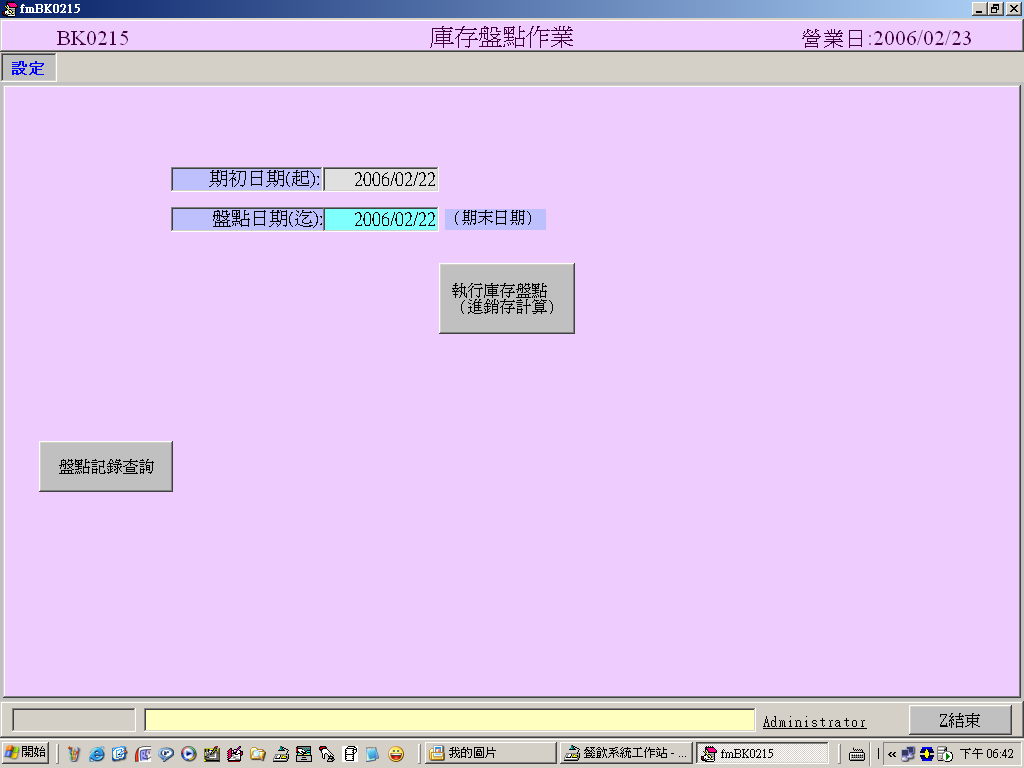 fmBK0215
BK0215 庫存盤點作業 營業日:2006/02/23
設定
期初日期(起): 2006/02/22
盤點日期(迄): 2006/02/22 (期末日期)
執行庫存盤點
(進銷存計算)
盤點記錄查詢
Administrator Z結束
開始 我的圖片 餐飲系統工作站 - ... fmBK0215 « 下午 06:42